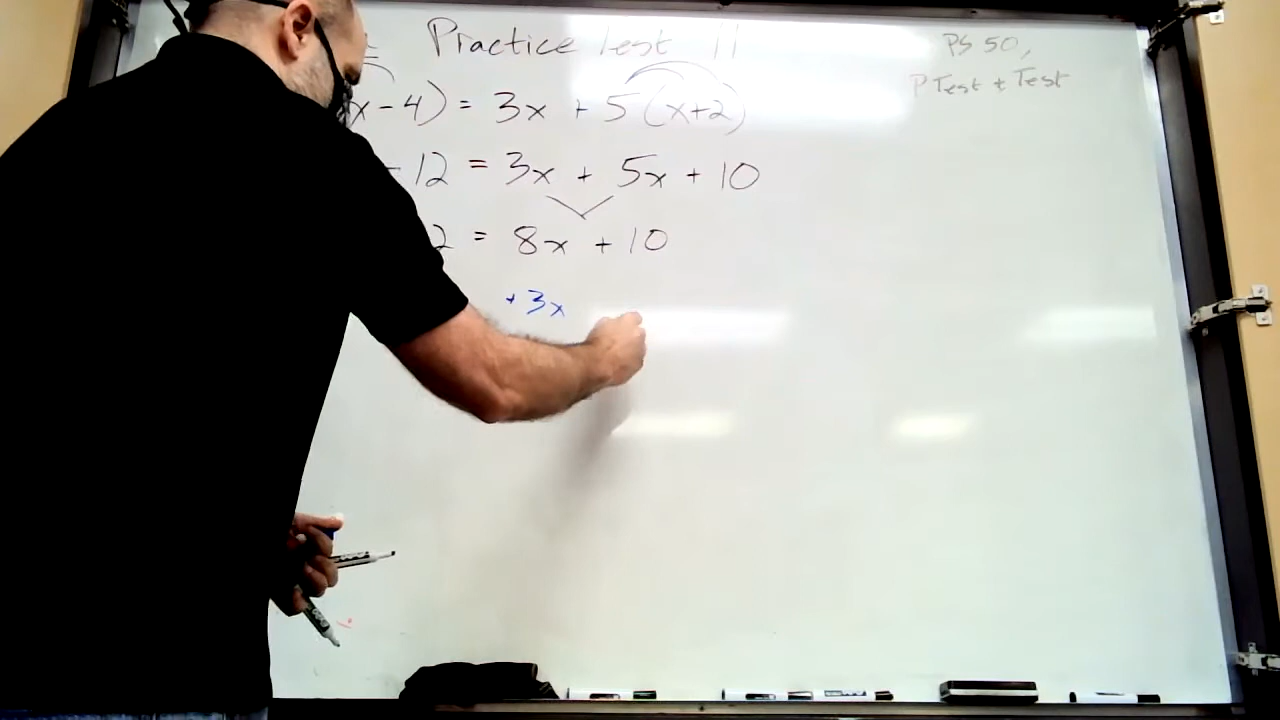 Practice Test 11
x - 4) = 3x + 5(x+2)
- 12 = 3x + 5x + 10
2 = 8x + 10
+ 3x
PS 50,
PTest + Test